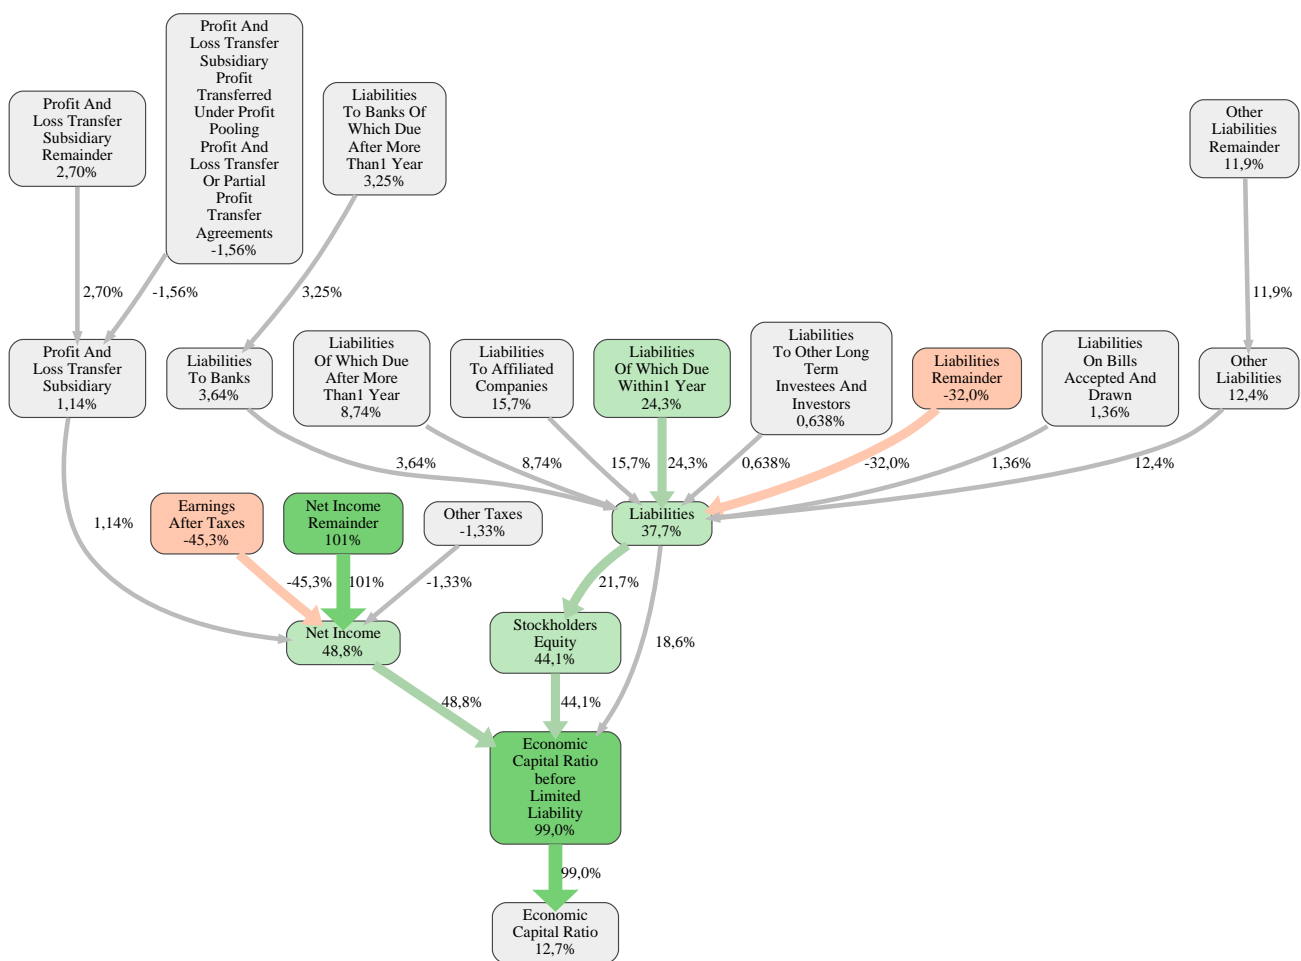 Profit And
Loss Transfer
Subsidiary
Profit
Transferred
Under Profit
Pooling
Profit And
Loss Transfer
Or Partial
Profit
Transfer
Agreements
-1,56%
Profit And
Loss Transfer
Subsidiary
Remainder
2,70%
Liabilities
To Banks Of
Which Due
After More
Than1 Year
3,25%
Other
Liabilities
Remainder
11,9%
2,70%
-1,56%
3,25%
11,9%
Profit And
Loss Transfer
Subsidiary
1,14%
Liabilities
To Banks
3,64%
Liabilities
Of Which Due
After More
Than1 Year
8,74%
Liabilities
To Affiliated
Companies
15,7%
Liabilities
Of Which Due
Within1 Year
24,3%
Liabilities
To Other Long
Term
Investees And
Investors
0,638%
Liabilities
Remainder
-32,0%
Liabilities
On Bills
Accepted And
Drawn
1,36%
Other
Liabilities
12,4%
3,64%
8,74%
15,7%
24,3%
0,638%
-32,0%
1,36%
12,4%
1,14%
Earnings
After Taxes
-45,3%
Net Income
Remainder
101%
Other Taxes
-1,33%
Liabilities
37,7%
-45,3%
101%
-1,33%
21,7%
18,6%
Net Income
48,8%
Stockholders
Equity
44,1%
48,8%
44,1%
Economic
Capital Ratio
before
Limited
Liability
99,0%
99,0%
Economic
Capital Ratio
12,7%